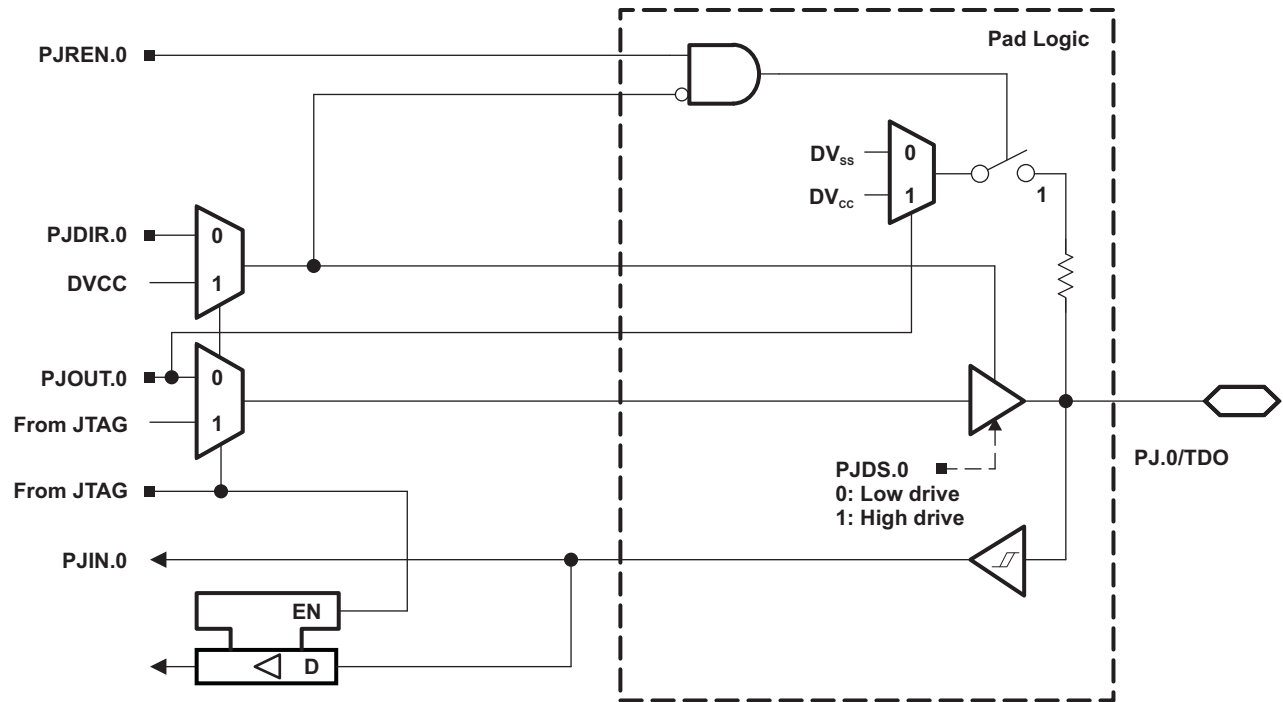 Pad Logic
PJREN.0
DVss
0
DVcc
1
1
PJDIR.0
0
DVCC
1
PJOUT.0
0
From JTAG
1
PJ.0/TDO
PJDS.0
0: Low drive
1: High drive
From JTAG
PJIN.0
EN
D